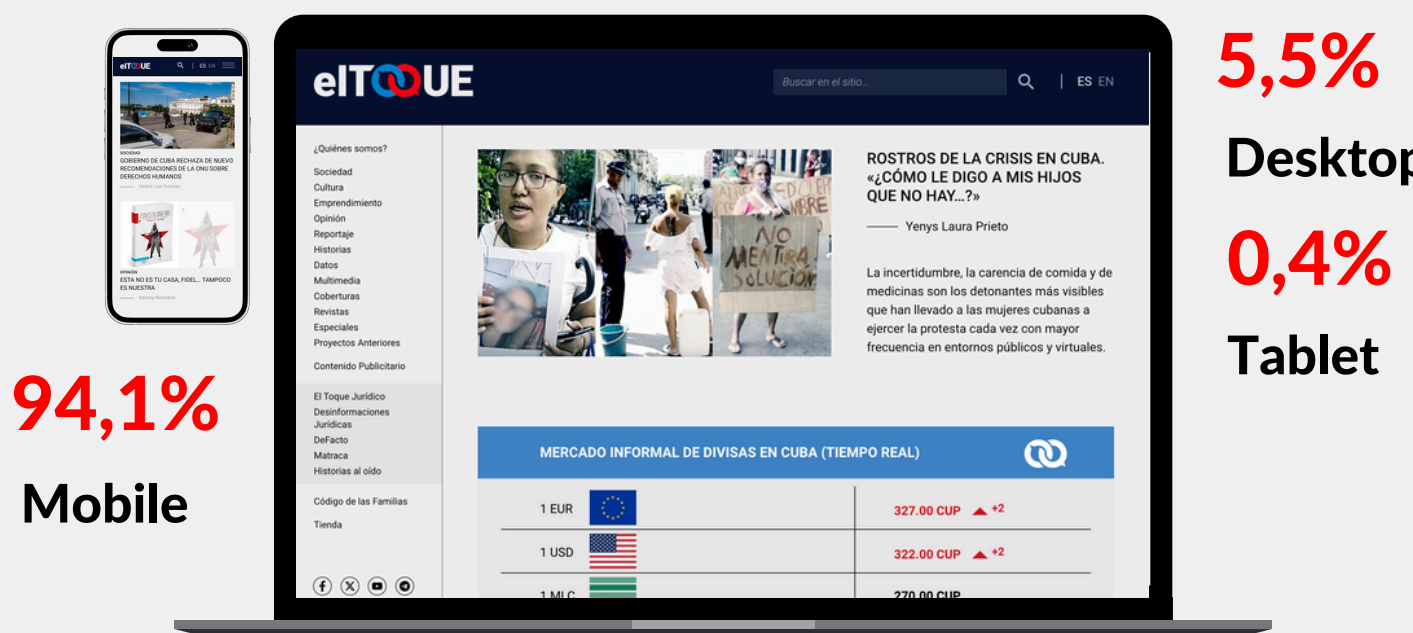 elTOQUE
ES EN
SOCIEDAD
GOBIERNO DE CUBA RECHAZA DE NUEVO
RECOMENDACIONES DE LA ONU SOBRE
DERECHOS HUMANOS
OPINIÓN
ESTA NO ES TU CASA, FIDEL... TAMPOCO
ES NUESTRA
Adriana Normand
94,1%
Mobile
elTOQUE
Buscar en el sitio...
ES EN
¿Quiénes somos?
Sociedad
Cultura
Emprendimiento
Opinión
Reportaje
Historias
Datos
Multimedia
Coberturas
Revistas
Especiales
Proyectos Anteriores
Contenido Publicitario
El Toque Jurídico
Desinformaciones
Jurídicas
DeFacto
Matraca
Historias al oído
Código de las Familias
Tienda
NO
MENTIRA
SOLUCIÓN
ROSTROS DE LA CRISIS EN CUBA.
«¿CÓMO LE DIGO A MIS HIJOS
QUE NO HAY...?»
Yenys Laura Prieto
La incertidumbre, la carencia de comida y de
medicinas son los detonantes más visibles
que han llevado a las mujeres cubanas a
ejercer la protesta cada vez con mayor
frecuencia en entornos públicos y virtuales.
MERCADO INFORMAL DE DIVISAS EN CUBA (TIEMPO REAL)
1 EUR 327.00 CUP +2
1 USD 322.00 CUP +2
1 MLC 270.00 CUP
5,5%
Desktop
0,4%
Tablet